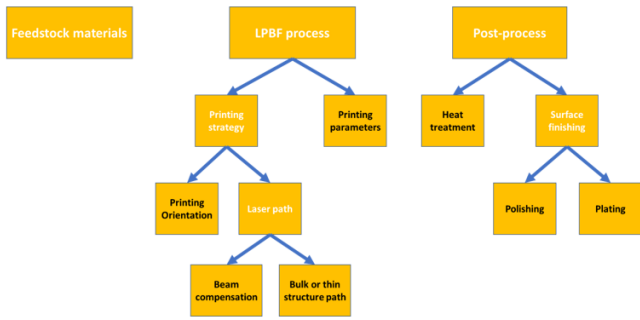 Feedstock materials
LPBF process
Post-process
Printing
strategy
Printing
parameters
Heat
treatment
Surface
finishing
Printing
Orientation
Laser path
Polishing
Plating
Beam
compensation
Bulk or thin
structure path